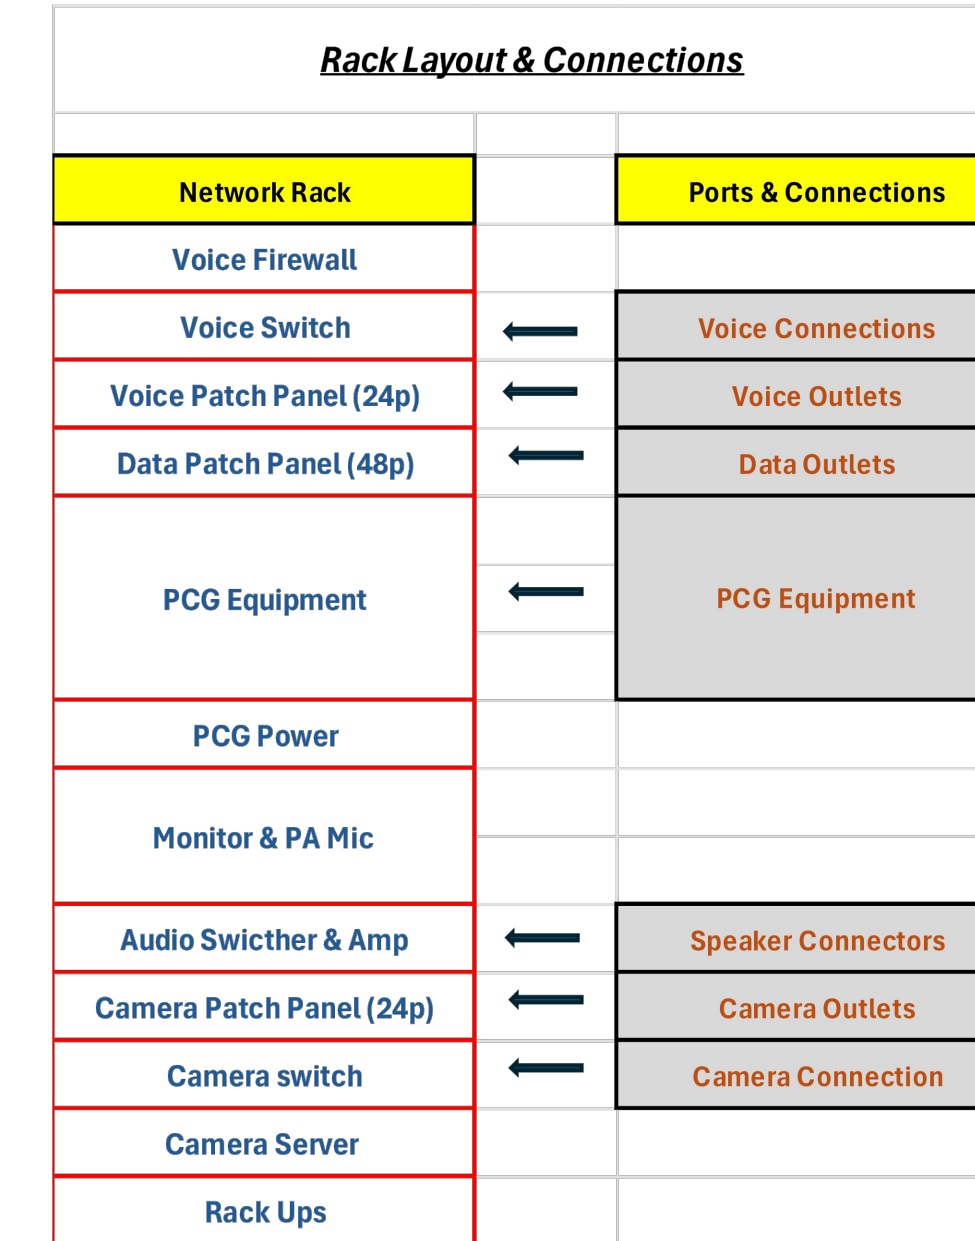 Rack Layout & Connections
Network Rack
Ports & Connections
Voice Firewall
Voice Switch
Voice Connections
Voice Patch Panel (24p)
Voice Outlets
Data Patch Panel (48p)
Data Outlets
PCG Equipment
PCG Equipment
PCG Power
Monitor & PA Mic
Audio Swicther & Amp
Speaker Connectors
Camera Patch Panel (24p)
Camera Outlets
Camera switch
Camera Connection
Camera Server
Rack Ups